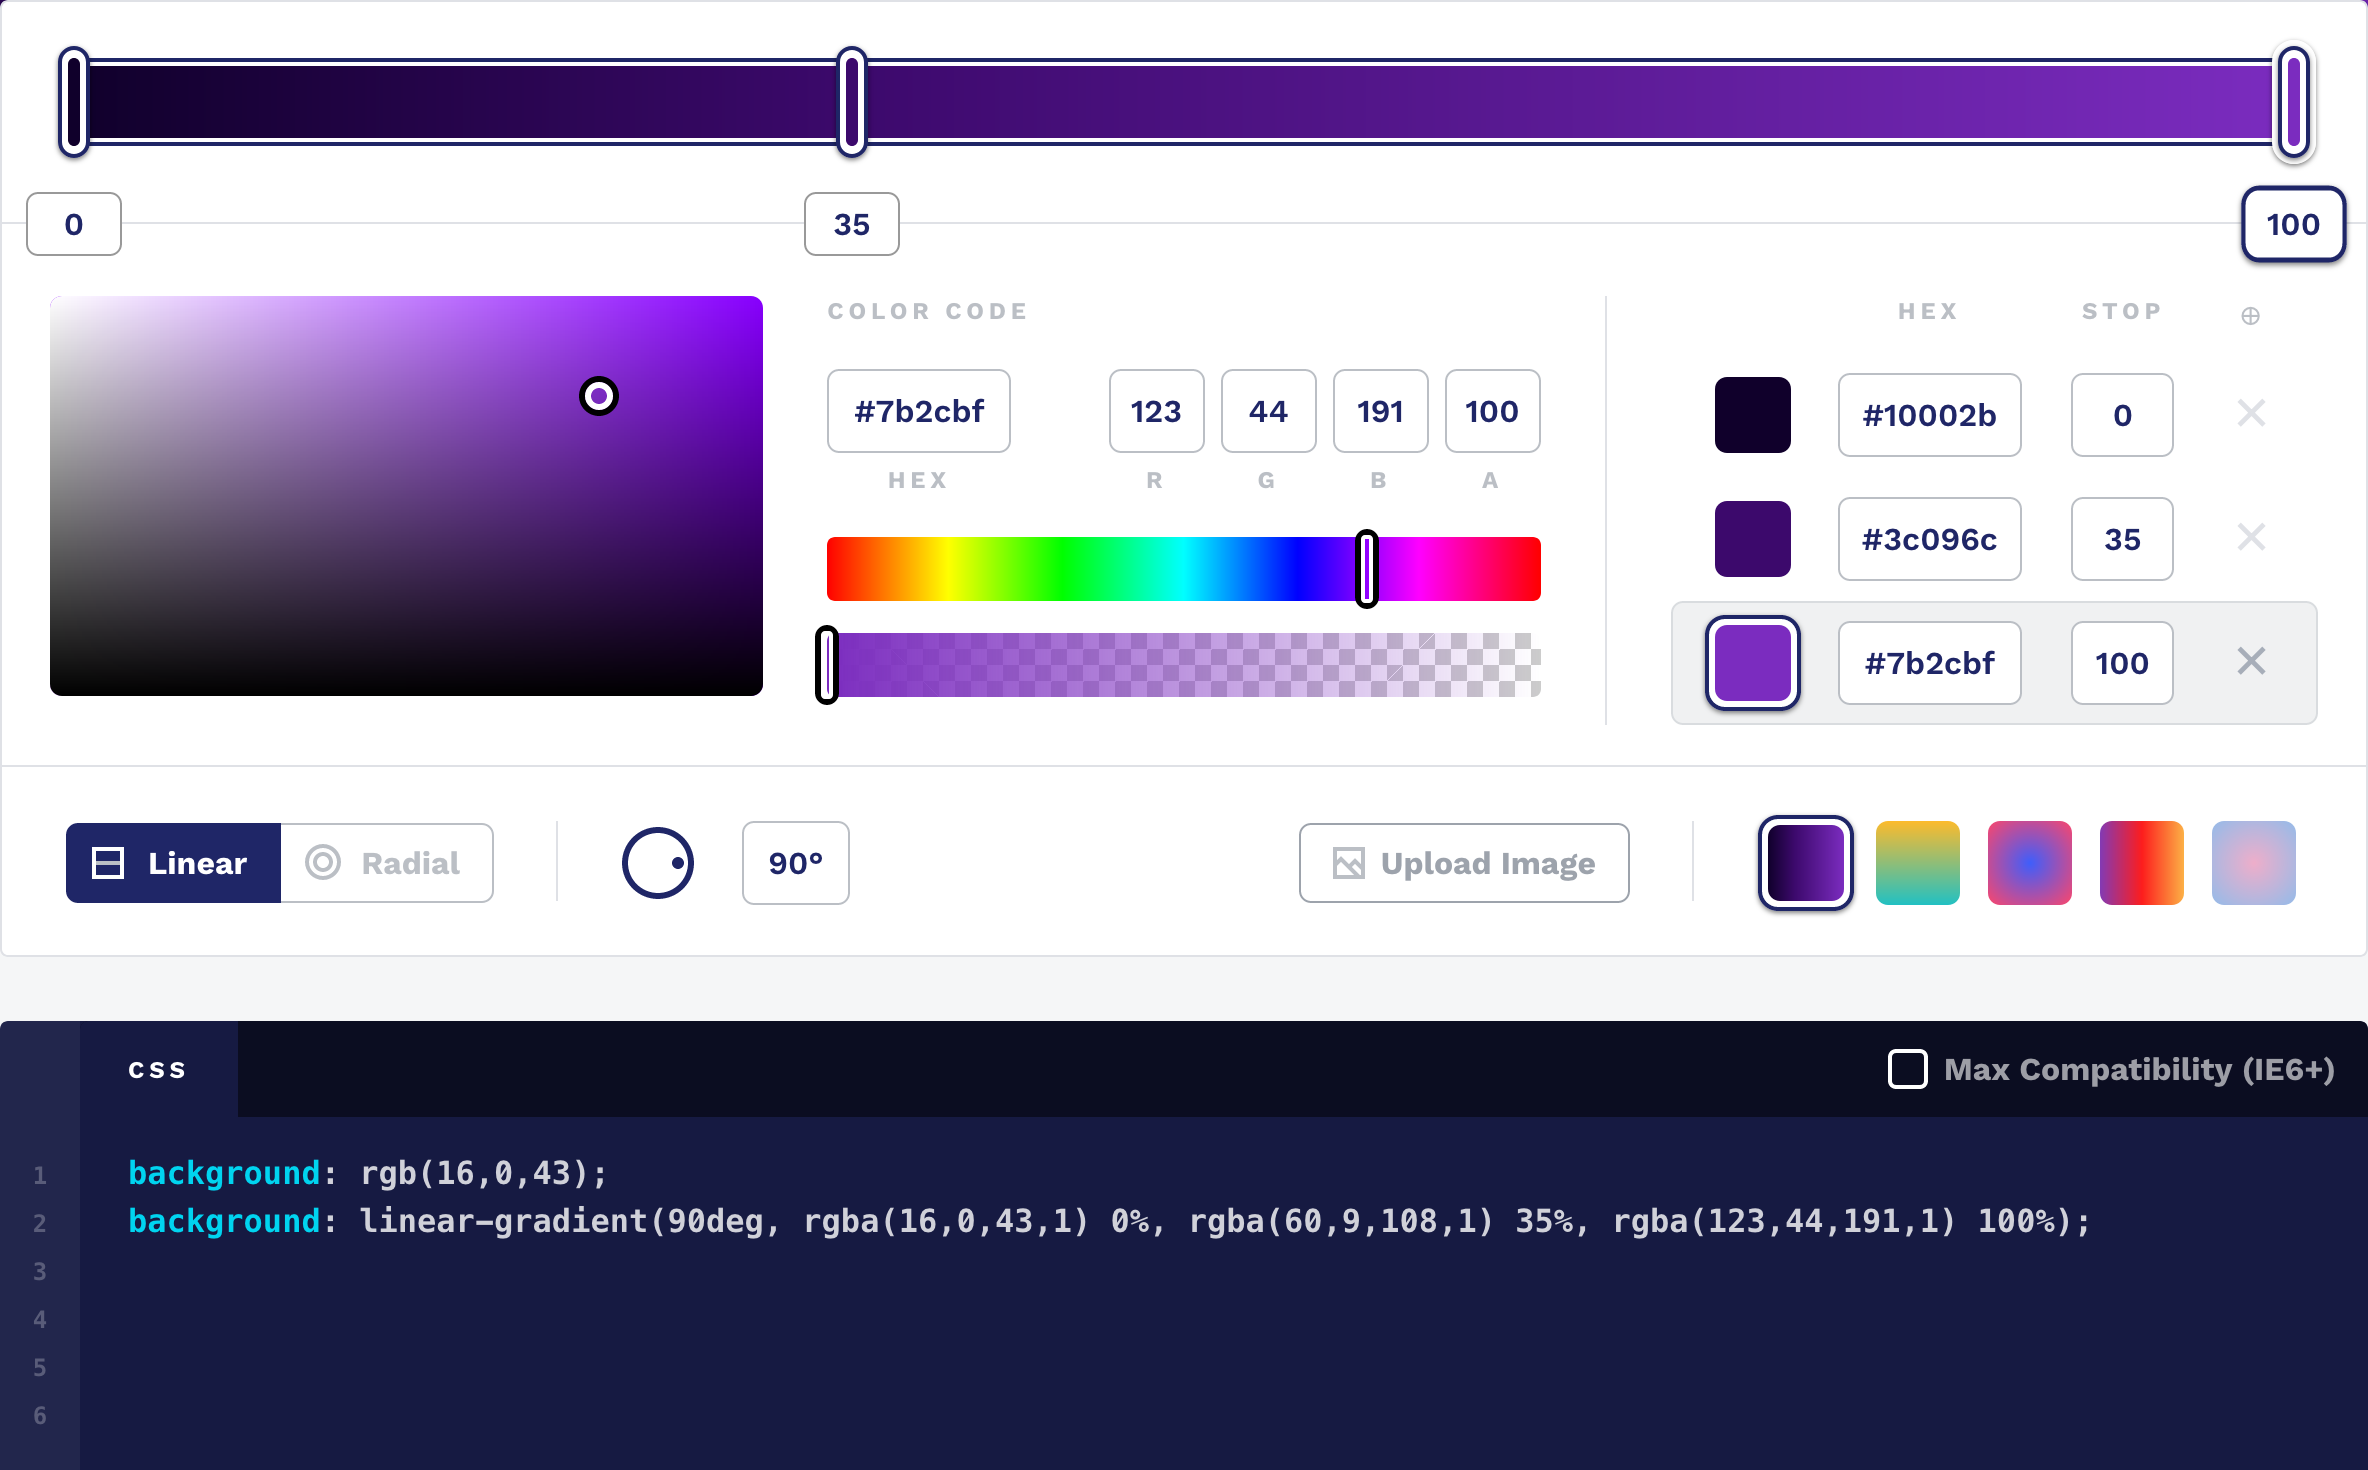 0
35
100
COLOR CODE
#7b2cbf
123
44
191
100
HEX
R
G
B
A
HEX STOP
#10002b 0
#3c096c 35
#7b2cbf 100
Linear
Radial
90°
Upload Image
css
Max Compatibility (IE6+)
1 background: rgb(16,0,43);
2 background: linear-gradient(90deg, rgba(16,0,43,1) 0%, rgba(60,9,108,1) 35%, rgba(123,44,191,1) 100%);
3
4
5
6